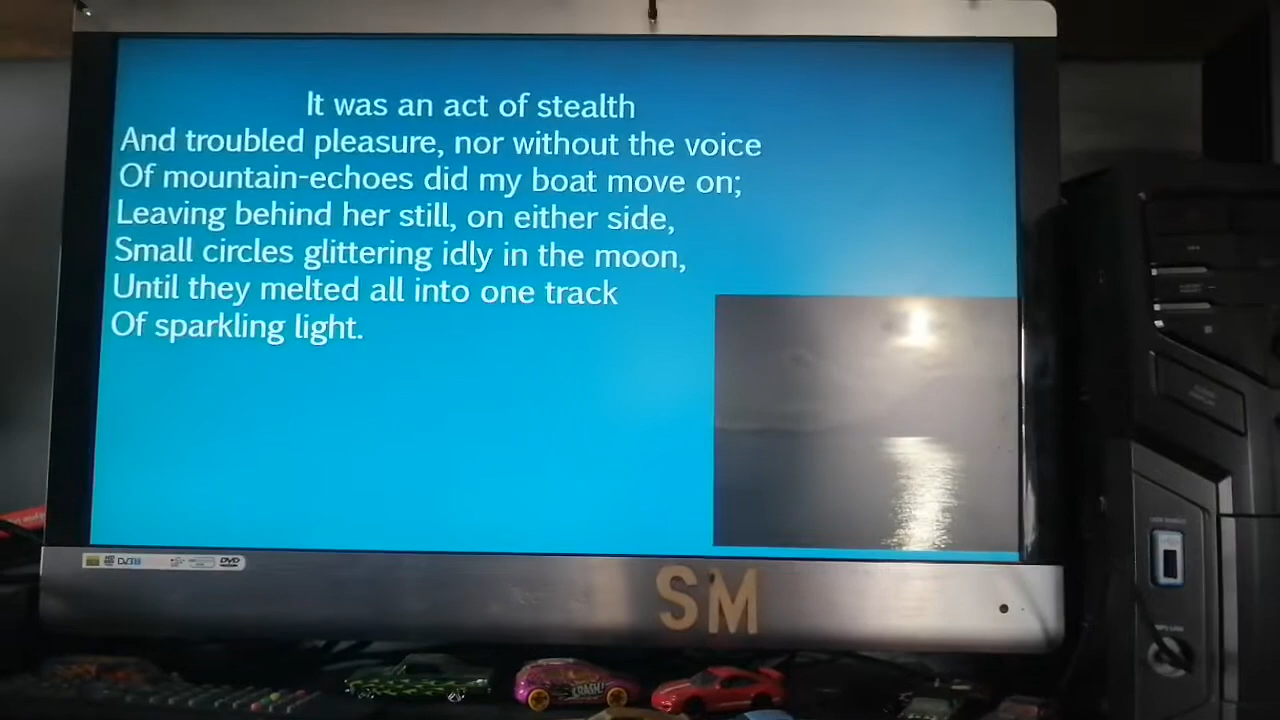 It was an act of stealth
And troubled pleasure, nor without the voice
Of mountain-echoes did my boat move on;
Leaving behind her still, on either side,
Small circles glittering idly in the moon,
Until they melted all into one track
Of sparkling light.
DVD
SM
CRASH!